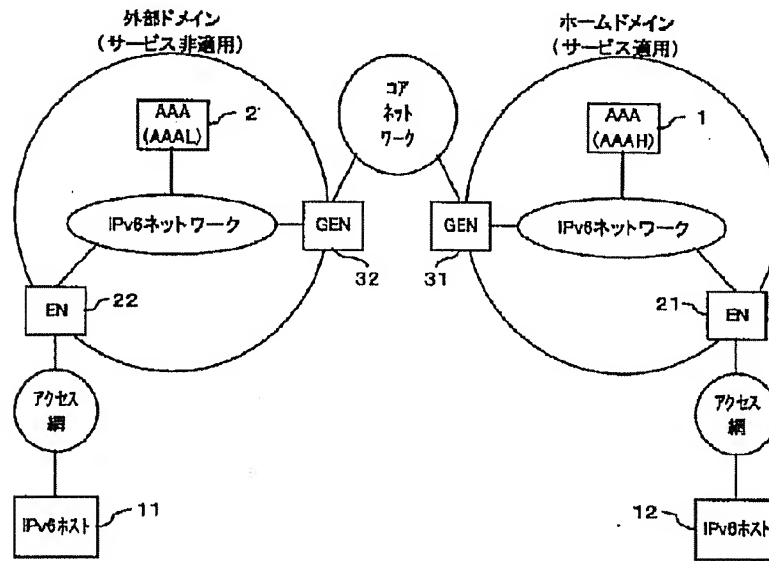 外部ドメイン
(サービス非適用)
ホームドメイン
(サービス適用)
コア
ネット
ワーク
AAA
(AAAL)
2
AAA
(AAAH)
1
IPv6ネットワーク
GEN
32
GEN
31
IPv6ネットワーク
EN
22
21
EN
アクセス
網
アクセス
網
IPv6ホスト
11
12
IPv6ホスト